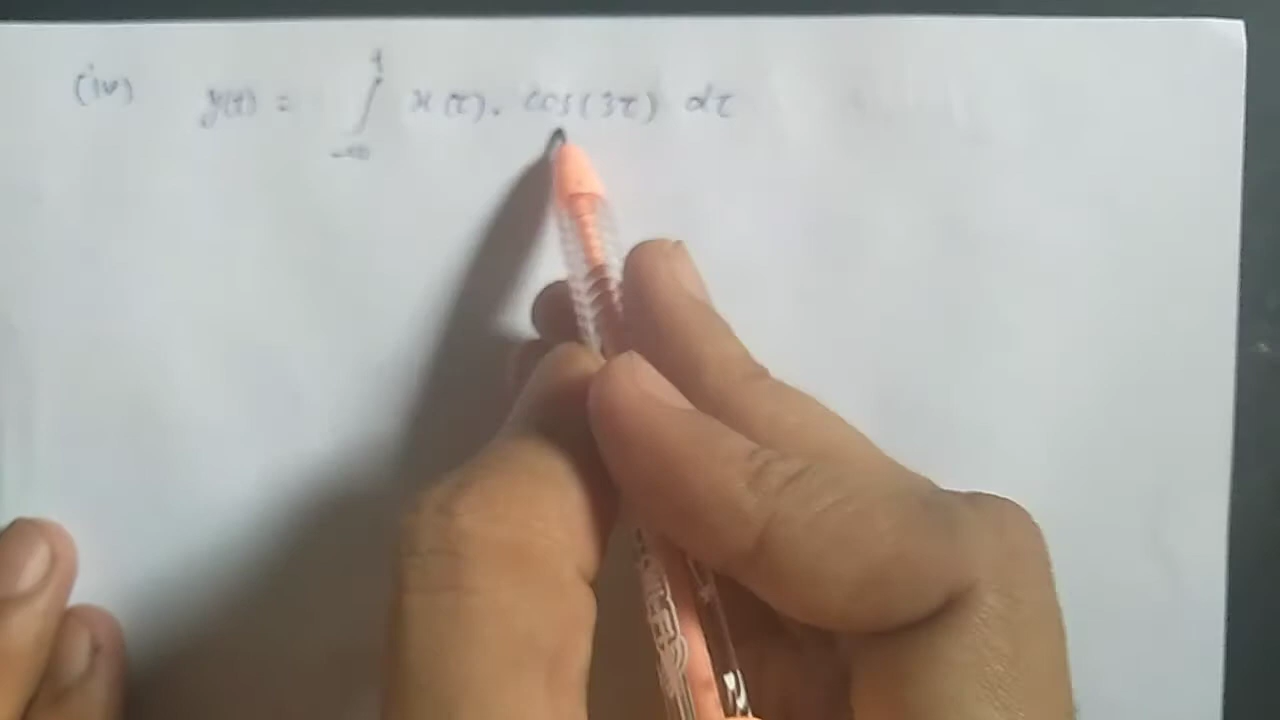 (iv) y(t) = ∫_{-∞}^{t} x(τ). cos(3τ) dτ